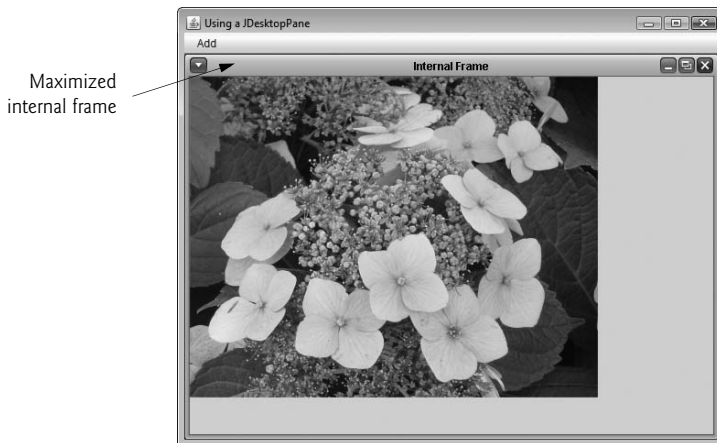 Using a JDesktopPane
Add
Internal Frame
Maximized
internal frame